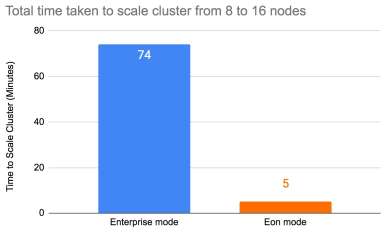 Total time taken to scale cluster from 8 to 16 nodes
Time to Scale Cluster (Minutes)
80
60
40
20
0
74
5
Enterprise mode
Eon mode